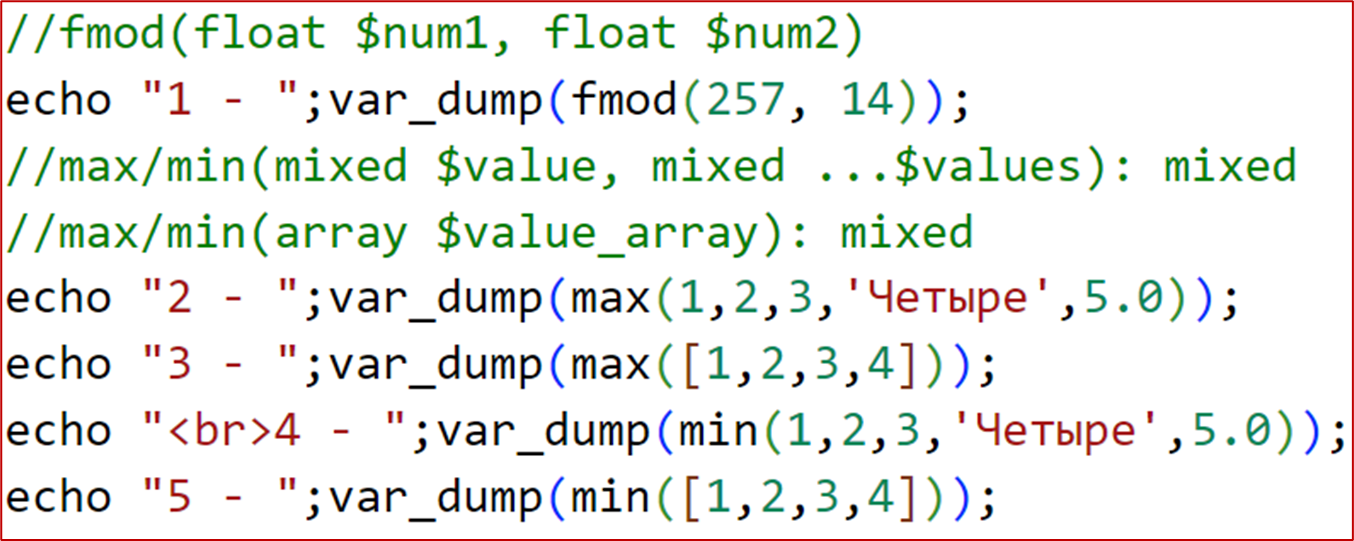 //fmod(float $num1, float $num2)
echo "1 - ";var_dump(fmod(257, 14));
//max/min(mixed $value, mixed ...$values): mixed
//max/min(array $value_array): mixed
echo "2 - ";var_dump(max(1,2,3,'Четыре',5.0));
echo "3 - ";var_dump(max([1,2,3,4]));
echo "<br>4 - ";var_dump(min(1,2,3,'Четыре',5.0));
echo "5 - ";var_dump(min([1,2,3,4]));